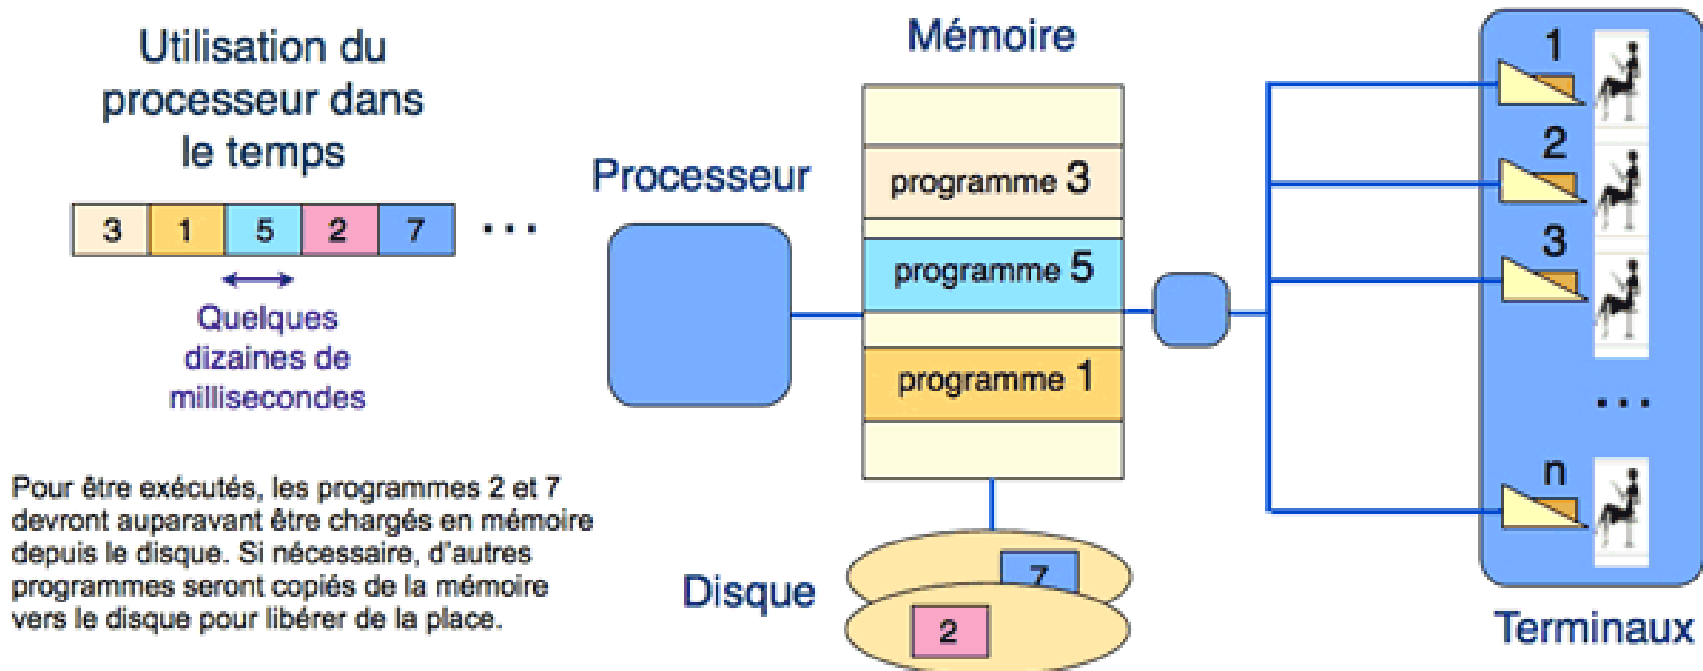 Utilisation du
processeur dans
le temps
3 1 5 2 7 ...
Quelques
dizaines de
millisecondes
Pour être exécutés, les programmes 2 et 7
devront auparavant être chargés en mémoire
depuis le disque. Si nécessaire, d'autres
programmes seront copiés de la mémoire
vers le disque pour libérer de la place.
Processeur
Mémoire
programme 3
programme 5
programme 1
Disque
7
2
1
2
3
...
n
Terminaux